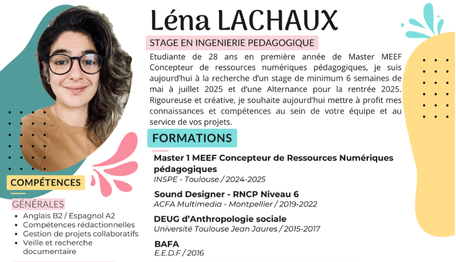 Léna LACHAUX
STAGE EN INGENIERIE PEDAGOGIQUE
Etudiante de 28 ans en première année de Master MEEF
Concepteur de ressources numériques pédagogiques, je suis
aujourd'hui à la recherche d'un stage de minimum 6 semaines de
mai à juillet 2025 et d'une Alternance pour la rentrée 2025.
Rigoureuse et créative, je souhaite aujourd'hui mettre à profit mes
connaissances et compétences au sein de votre équipe et au
service de vos projets.
FORMATIONS
Master 1 MEEF Concepteur de Ressources Numériques
pédagogiques
INSPE - Toulouse / 2024-2025
Sound Designer - RNCP Niveau 6
ACFA Multimedia - Montpellier / 2019-2022
DEUG d'Anthropologie sociale
Université Toulouse Jean Jaures / 2015-2017
BAFA
E.E.D.F / 2016
COMPÉTENCES
GÉNÉRALES
Anglais B2 / Espagnol A2
Compétences rédactionnelles
Gestion de projets collaboratifs
Veille et recherche
documentaire